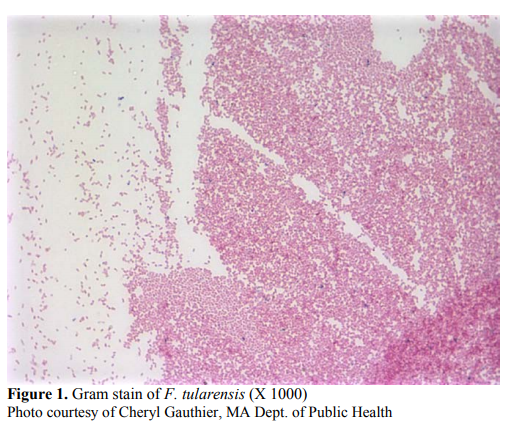 Figure 1. Gram stain of F. tularensis (X 1000)
Photo courtesy of Cheryl Gauthier, MA Dept. of Public Health